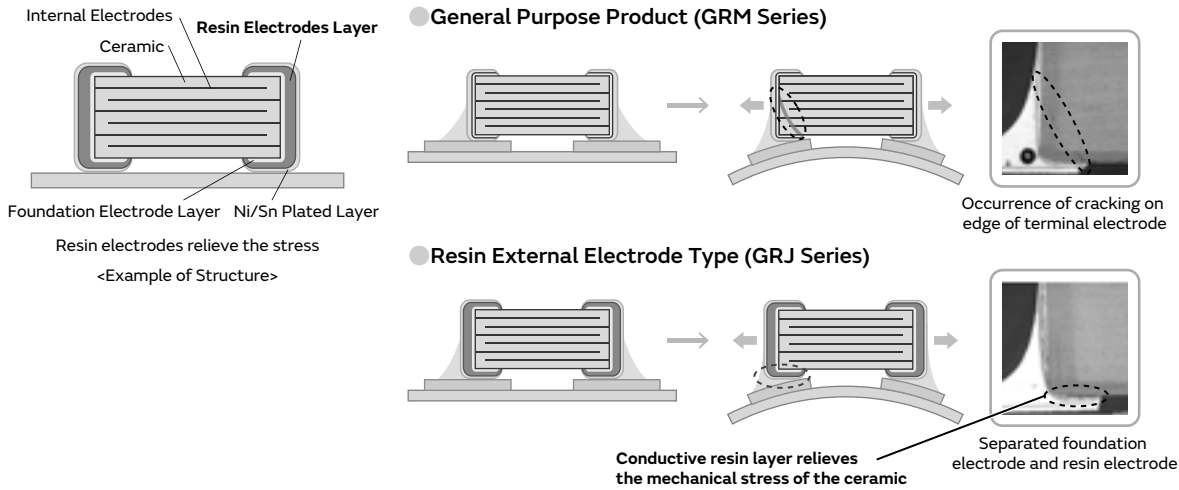 Internal Electrodes
Resin Electrodes Layer
Ceramic
Foundation Electrode Layer
Ni/Sn Plated Layer
Resin electrodes relieve the stress
<Example of Structure>
General Purpose Product (GRM Series)
Occurrence of cracking on
edge of terminal electrode
Resin External Electrode Type (GRJ Series)
Conductive resin layer relieves
the mechanical stress of the ceramic
Separated foundation
electrode and resin electrode